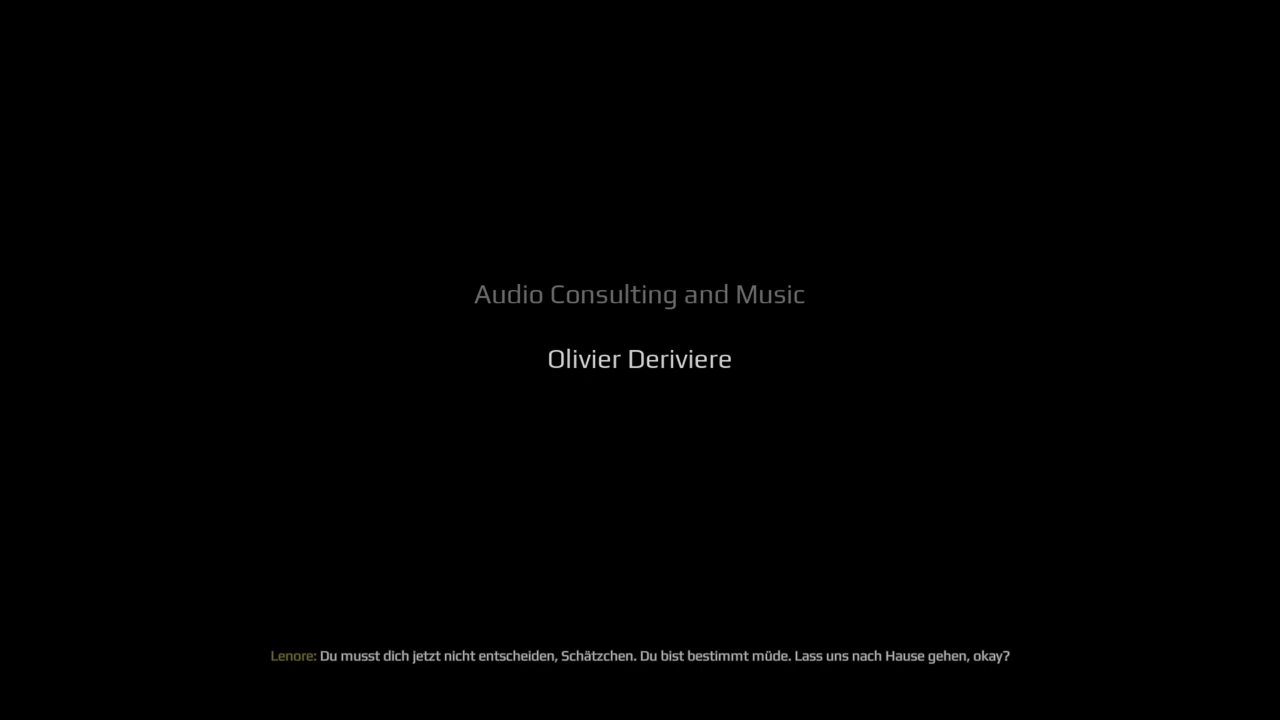 Audio Consulting and Music
Olivier Deriviere
Lenore: Du musst dich jetzt nicht entscheiden, Schätzchen. Du bist bestimmt müde. Lass uns nach Hause gehen, okay?